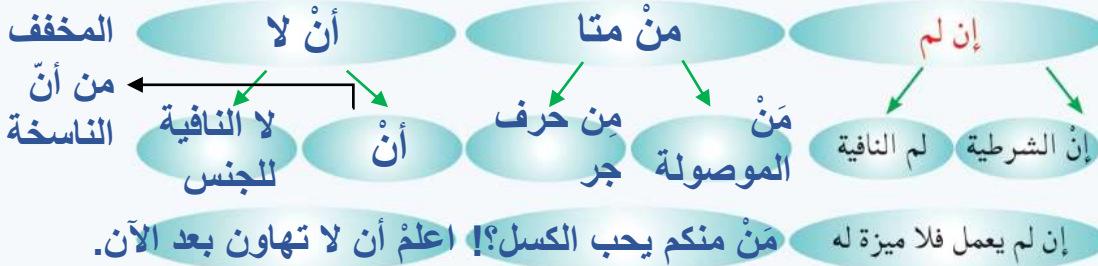 إن لم
منْ متا
أنْ لا
المخفف من أنّ الناسخة
إنْ الشرطية
لم النافية
مَنْ الموصولة
مِن حرف جر
أنْ
لا النافية للجنس
إن لم يعمل فلا ميزة له
مَنْ منكم يحب الكسل؟!
اعلمْ أن لا تهاون بعد الآن.